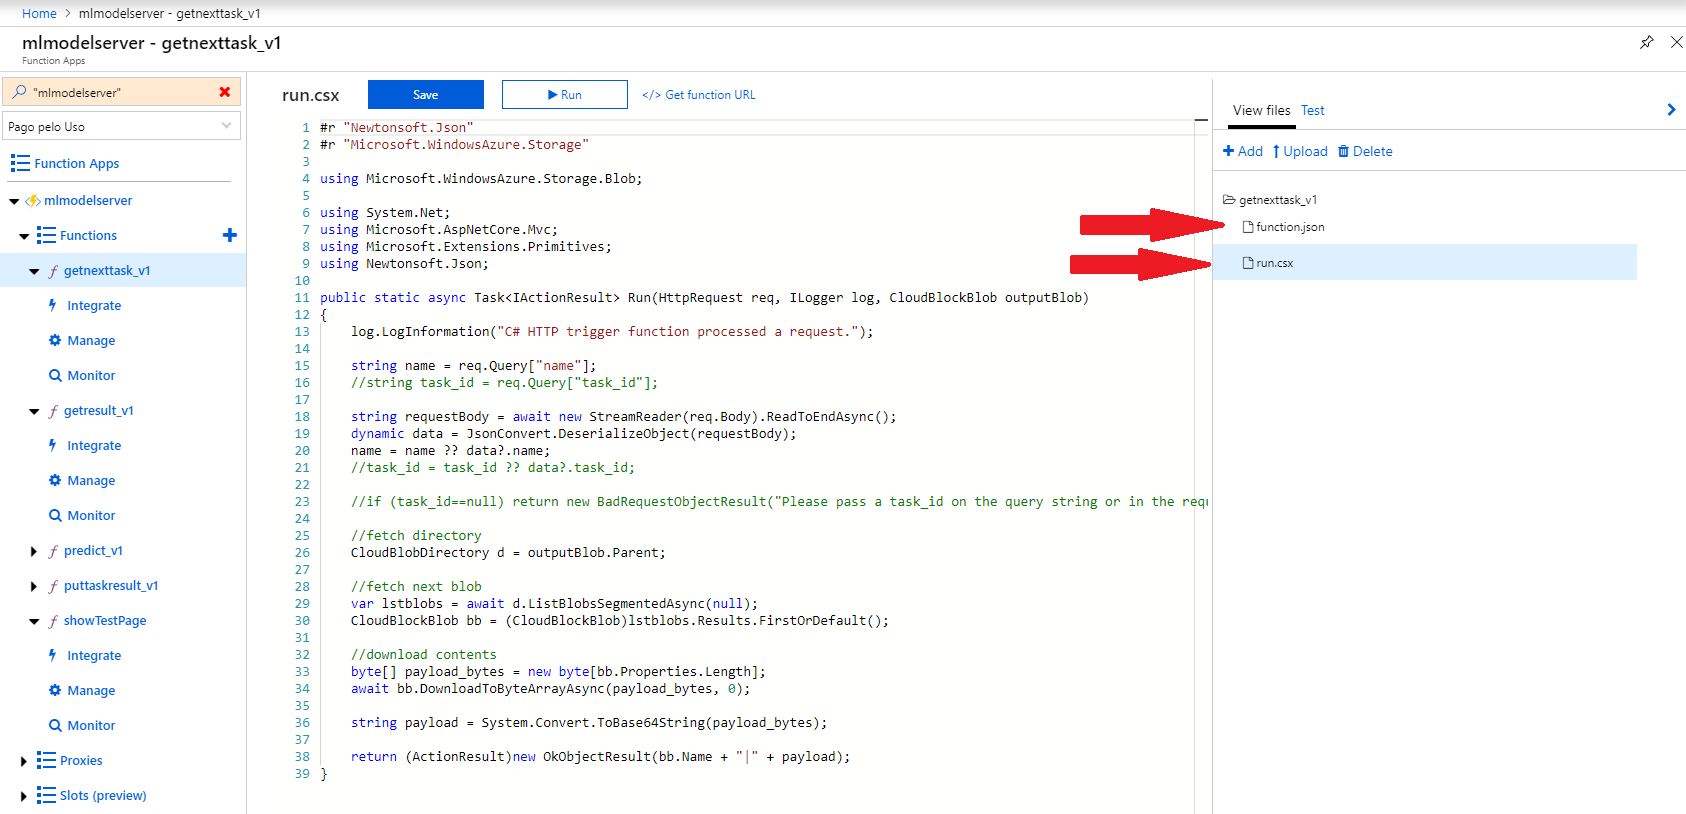 Home > mlmodelserver - getnexttask_v1
mlmodelserver - getnexttask_v1
Function Apps
"mlmodelserver"
Pago pelo Uso
Function Apps
mlmodelserver
Functions
getnexttask_v1
Integrate
Manage
Monitor
getresult_v1
Integrate
Manage
Monitor
predict_v1
puttaskresult_v1
showTestPage
Integrate
Manage
Monitor
Proxies
Slots (preview)
run.csx Save Run </> Get function URL
1 #r "Newtonsoft.Json"
2 #r "Microsoft.WindowsAzure.Storage"
3
4 using Microsoft.WindowsAzure.Storage.Blob;
5
6 using System.Net;
7 using Microsoft.AspNetCore.Mvc;
8 using Microsoft.Extensions.Primitives;
9 using Newtonsoft.Json;
10
11 public static async Task<IActionResult> Run(HttpRequest req, ILogger log, CloudBlockBlob outputBlob)
12 {
13 log.LogInformation("C# HTTP trigger function processed a request.");
14
15 string name = req.Query["name"];
16 //string task_id = req.Query["task_id"];
17
18 string requestBody = await new StreamReader(req.Body).ReadToEndAsync();
19 dynamic data = JsonConvert.DeserializeObject(requestBody);
20 name = name ?? data?.name;
21 //task_id = task_id ?? data?.task_id;
22
23 //if (task_id==null) return new BadRequestObjectResult("Please pass a task_id on the query string or in the requ
24
25 //fetch directory
26 CloudBlobDirectory d = outputBlob.Parent;
27
28 //fetch next blob
29 var lstblobs = await d.ListBlobsSegmentedAsync(null);
30 CloudBlockBlob bb = (CloudBlockBlob)lstblobs.Results.FirstOrDefault();
31
32 //download contents
33 byte[] payload_bytes = new byte[bb.Properties.Length];
34 await bb.DownloadToByteArrayAsync(payload_bytes, 0);
35
36 string payload = System.Convert.ToBase64String(payload_bytes);
37
38 return (ActionResult)new OkObjectResult(bb.Name + "|" + payload);
39 }
View files Test
Add Upload Delete
getnexttask_v1
function.json
run.csx